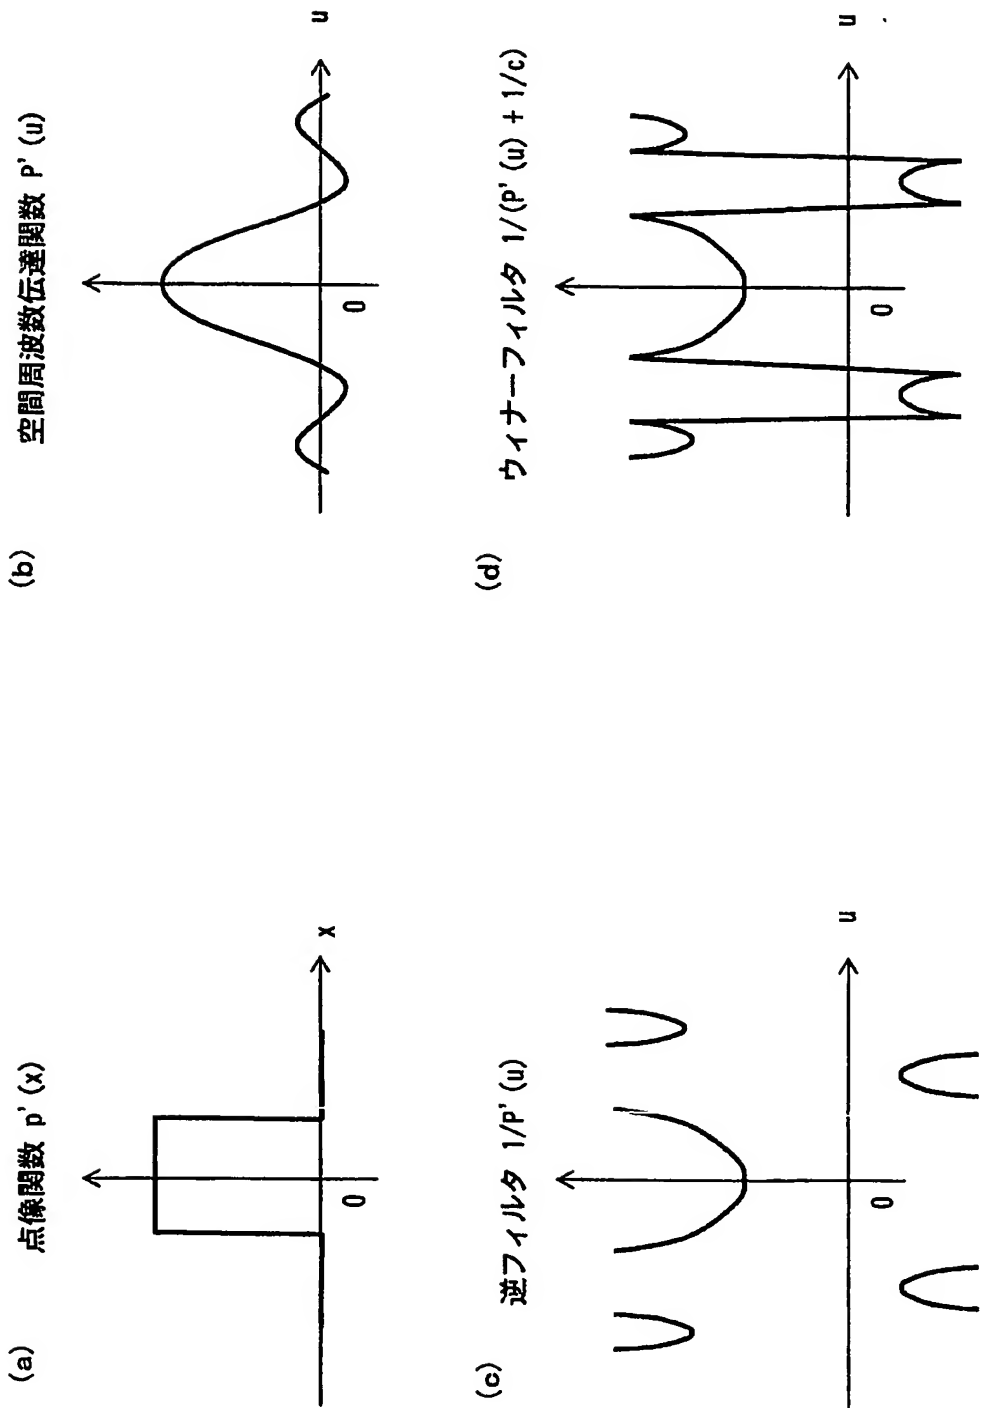 (a)
点像関数 p'(x)
x
0
(b)
空間周波数伝達関数 P'(u)
u
0
(c)
逆フィルタ 1/P'(u)
u
0
(d)
ウィナーフィルタ 1/(P'(u) + 1/c)
u
0